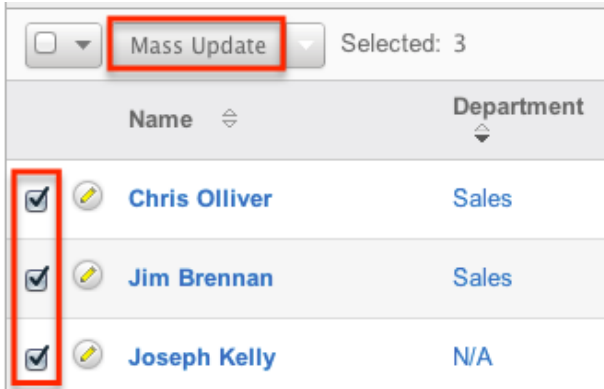 Mass Update Selected: 3
Name Department
Chris Olliver Sales
Jim Brennan Sales
Joseph Kelly N/A